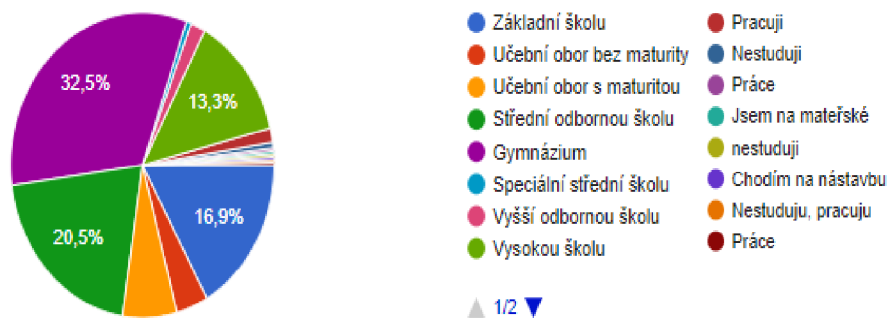 32,5%
13,3%
20,5%
16,9%
Základní školu
Učební obor bez maturity
Učební obor s maturitou
Střední odbornou školu
Gymnázium
Speciální střední školu
Vyšší odbornou školu
Vysokou školu
Pracuji
Nestuduji
Práce
Jsem na mateřské
nestuduji
Chodím na nástavbu
Nestuduju, pracuju
Práce
1/2